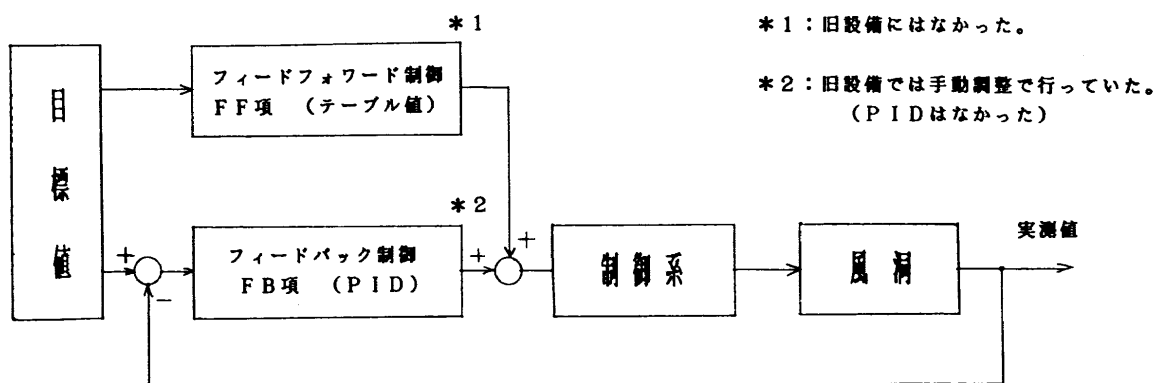 *1
*1:旧設備にはなかった。
*2:旧設備では手動調整で行っていた。
(PIDはなかった)
目標値
フィードフォワード制御
FF項 (テーブル値)
*2
+
-
フィードバック制御
FB項 (PID)
+
+
制御系
風洞
実測値